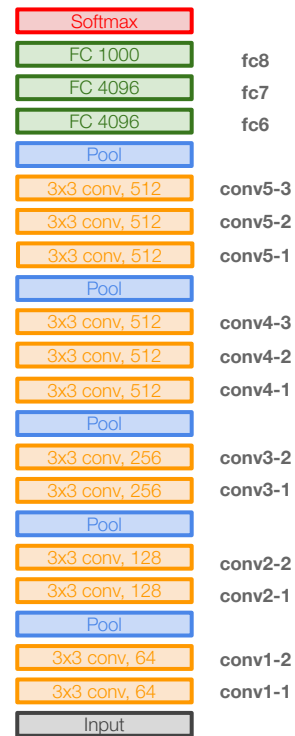 Softmax
FC 1000 fc8
FC 4096 fc7
FC 4096 fc6
Pool
3x3 conv, 512 conv5-3
3x3 conv, 512 conv5-2
3x3 conv, 512 conv5-1
Pool
3x3 conv, 512 conv4-3
3x3 conv, 512 conv4-2
3x3 conv, 512 conv4-1
Pool
3x3 conv, 256 conv3-2
3x3 conv, 256 conv3-1
Pool
3x3 conv, 128 conv2-2
3x3 conv, 128 conv2-1
Pool
3x3 conv, 64 conv1-2
3x3 conv, 64 conv1-1
Input